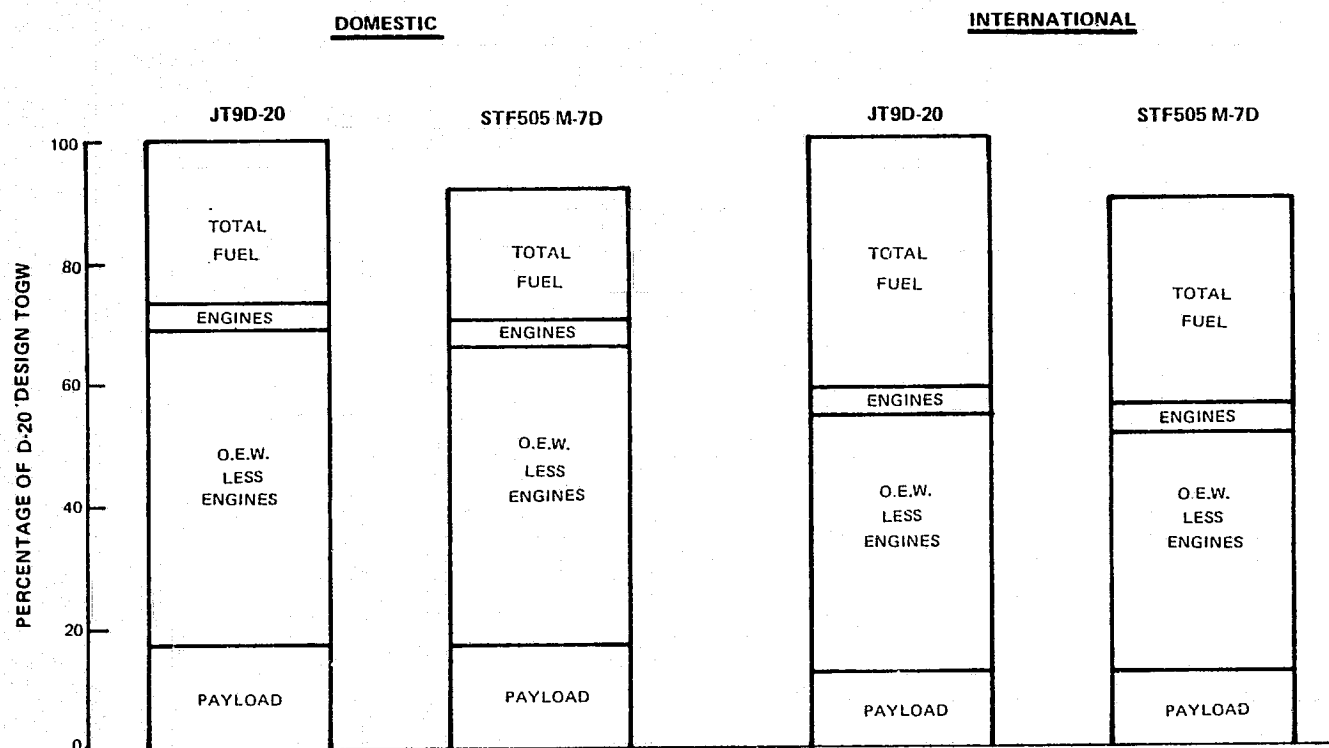 DOMESTIC
INTERNATIONAL
JT9D-20
STF505 M-7D
JT9D-20
STF505 M-7D
PERCENTAGE OF D-20 DESIGN TOGW
100
80
60
40
20
0
TOTAL
FUEL
ENGINES
O.E.W.
LESS
ENGINES
PAYLOAD
TOTAL
FUEL
ENGINES
O.E.W.
LESS
ENGINES
PAYLOAD
TOTAL
FUEL
ENGINES
O.E.W.
LESS
ENGINES
PAYLOAD
TOTAL
FUEL
ENGINES
O.E.W.
LESS
ENGINES
PAYLOAD